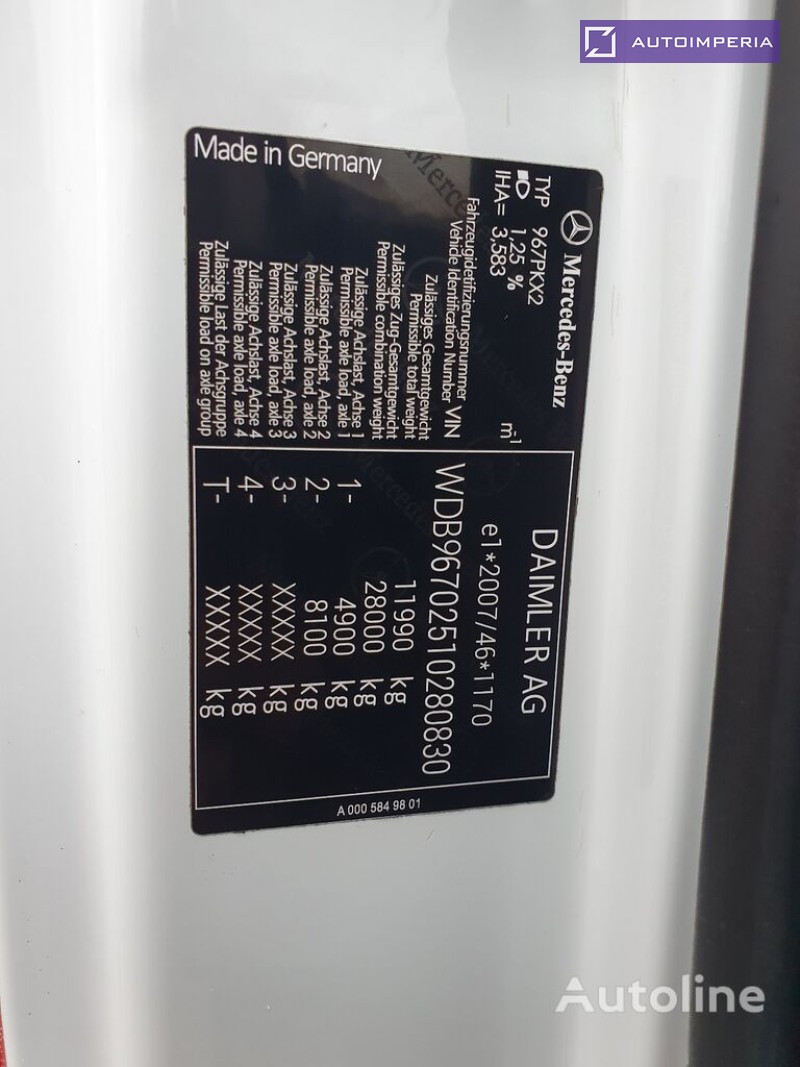 AUTOIMPERIA
Mercedes-Benz
TYP 967PKX2
1,25 %
IHA= 3,583 m-1
DAIMLER AG
e1*2007/46*1170
Fahrzeugidetifizierungsnummer
Vehicle Identification Number VIN WDB96702510280830
Zulässiges Gesamtgewicht
Permissible total weight 11990 kg
Zulässiges Zug-Gesamtgewicht
Permissible combination weight 28000 kg
Zulässige Achslast, Achse 1
Permissible axle load, axle 1 1- 4900 kg
Zulässige Achslast, Achse 2
Permissible axle load, axle 2 2- 8100 kg
Zulässige Achslast, Achse 3
Permissible axle load, axle 3 3- XXXXX kg
Zulässige Achslast, Achse 4
Permissible axle load, axle 4 4- XXXXX kg
Zulässige Last der Achsgruppe
Permissible load on axle group T- XXXXX kg
Made in Germany
A 000 584 98 01
Autoline